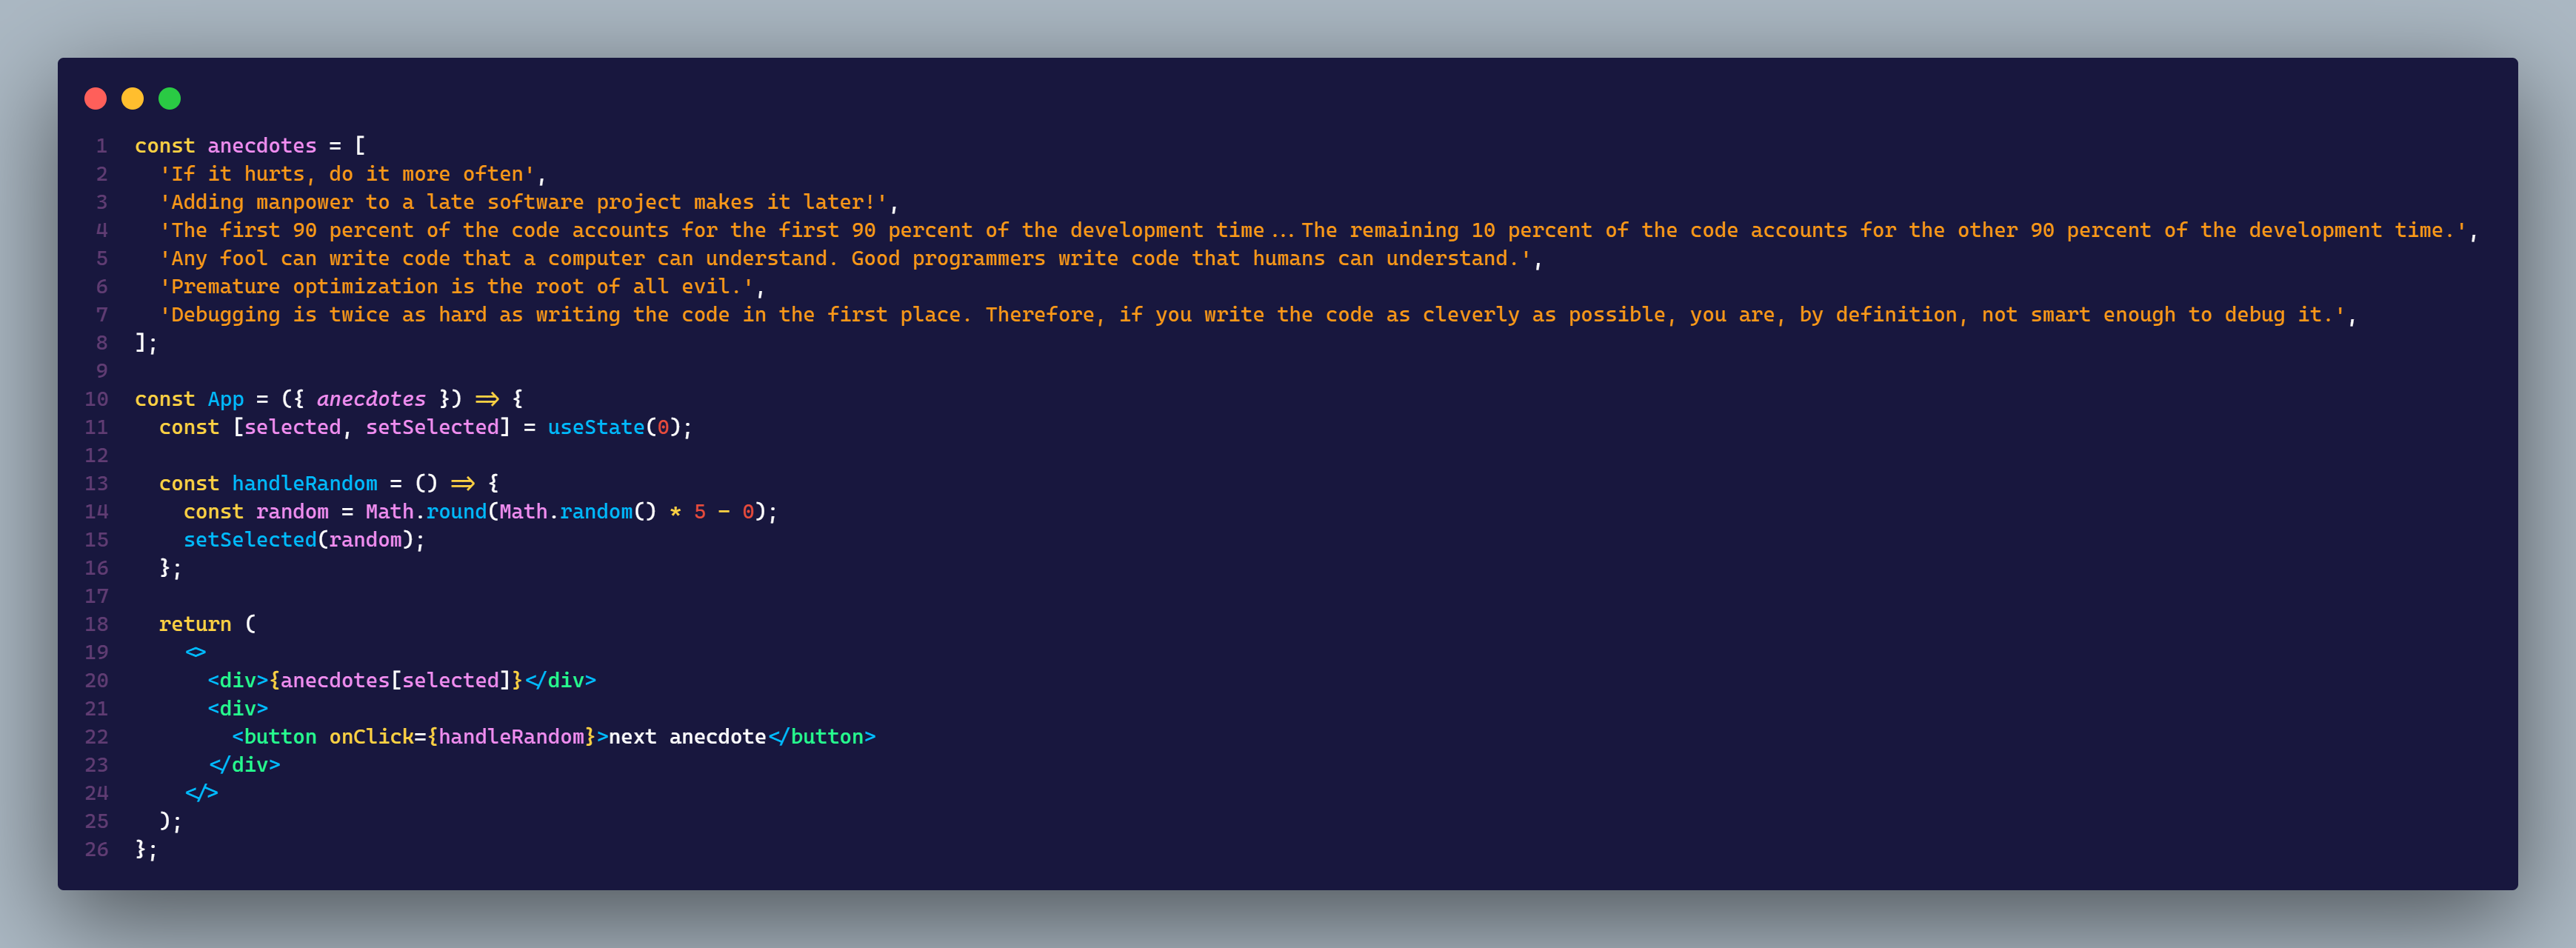 1 const anecdotes = [
2   'If it hurts, do it more often',
3   'Adding manpower to a late software project makes it later!',
4   'The first 90 percent of the code accounts for the first 90 percent of the development time...The remaining 10 percent of the code accounts for the other 90 percent of the development time.',
5   'Any fool can write code that a computer can understand. Good programmers write code that humans can understand.',
6   'Premature optimization is the root of all evil.',
7   'Debugging is twice as hard as writing the code in the first place. Therefore, if you write the code as cleverly as possible, you are, by definition, not smart enough to debug it.',
8 ];
9
10 const App = ({ anecdotes }) => {
11   const [selected, setSelected] = useState(0);
12
13   const handleRandom = () => {
14     const random = Math.round(Math.random() * 5 - 0);
15     setSelected(random);
16   };
17
18   return (
19     <>
20       <div>{anecdotes[selected]}</div>
21       <div>
22         <button onClick={handleRandom}>next anecdote</button>
23       </div>
24     </>
25   );
26 };